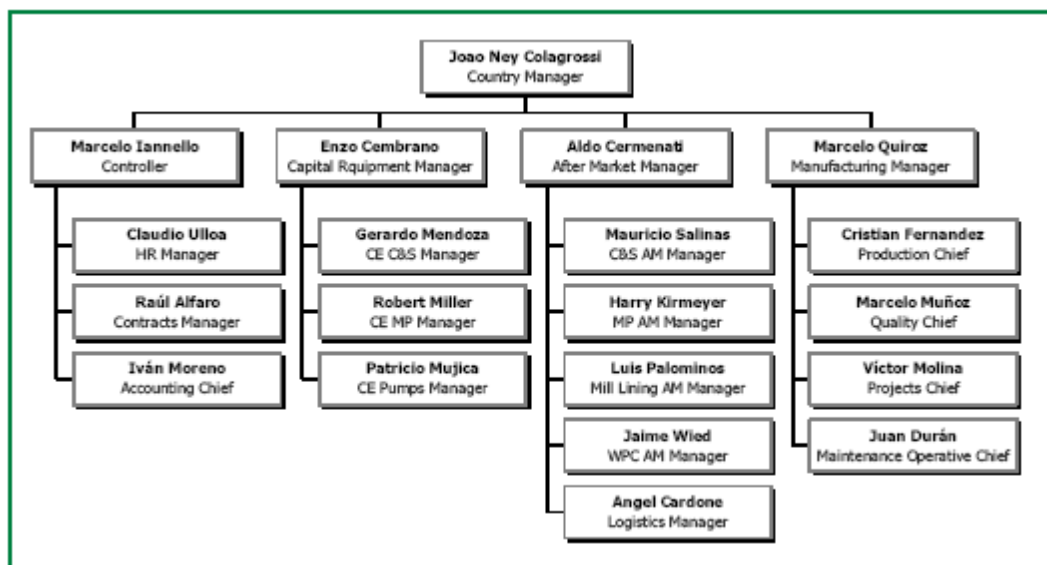 Joao Ney Colagrossi
Country Manager
Marcelo Iannello
Controller
Enzo Cembrano
Capital Rquipment Manager
Aldo Cermenati
After Market Manager
Marcelo Quiroz
Manufacturing Manager
Claudio Ulloa
HR Manager
Raúl Alfaro
Contracts Manager
Iván Moreno
Accounting Chief
Gerardo Mendoza
CE C&S Manager
Robert Miller
CE MP Manager
Patricio Mujica
CE Pumps Manager
Mauricio Salinas
C&S AM Manager
Harry Kirmeyer
MP AM Manager
Luis Palominos
Mill Lining AM Manager
Jaime Wied
WPC AM Manager
Angel Cardone
Logistics Manager
Cristian Fernandez
Production Chief
Marcelo Muñoz
Quality Chief
Víctor Molina
Projects Chief
Juan Durán
Maintenance Operative Chief